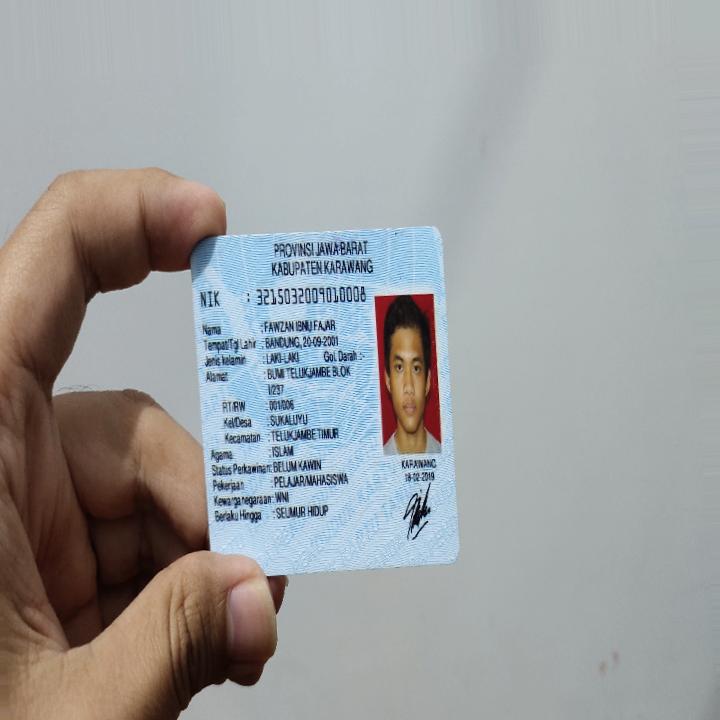 PROVINSI JAWA BARAT
KABUPATEN KARAWANG
NIK : 3215032009010008
Nama : FAWZAN IBNU FAJAR
Tempat/Tgl Lahir : BANDUNG, 20-09-2001
Jenis kelamin : LAKI-LAKI Gol. Darah :-
Alamat : BUMI TELUKJAMBE BLOK
I/237
RT/RW : 001/006
Kel/Desa : SUKALUYU
Kecamatan : TELUKJAMBE TIMUR
Agama : ISLAM
Status Perkawinan: BELUM KAWIN
Pekerjaan : PELAJAR/MAHASISWA
Kewarganegaraan: WNI
Berlaku Hingga : SEUMUR HIDUP
KARAWANG
18-02-2019